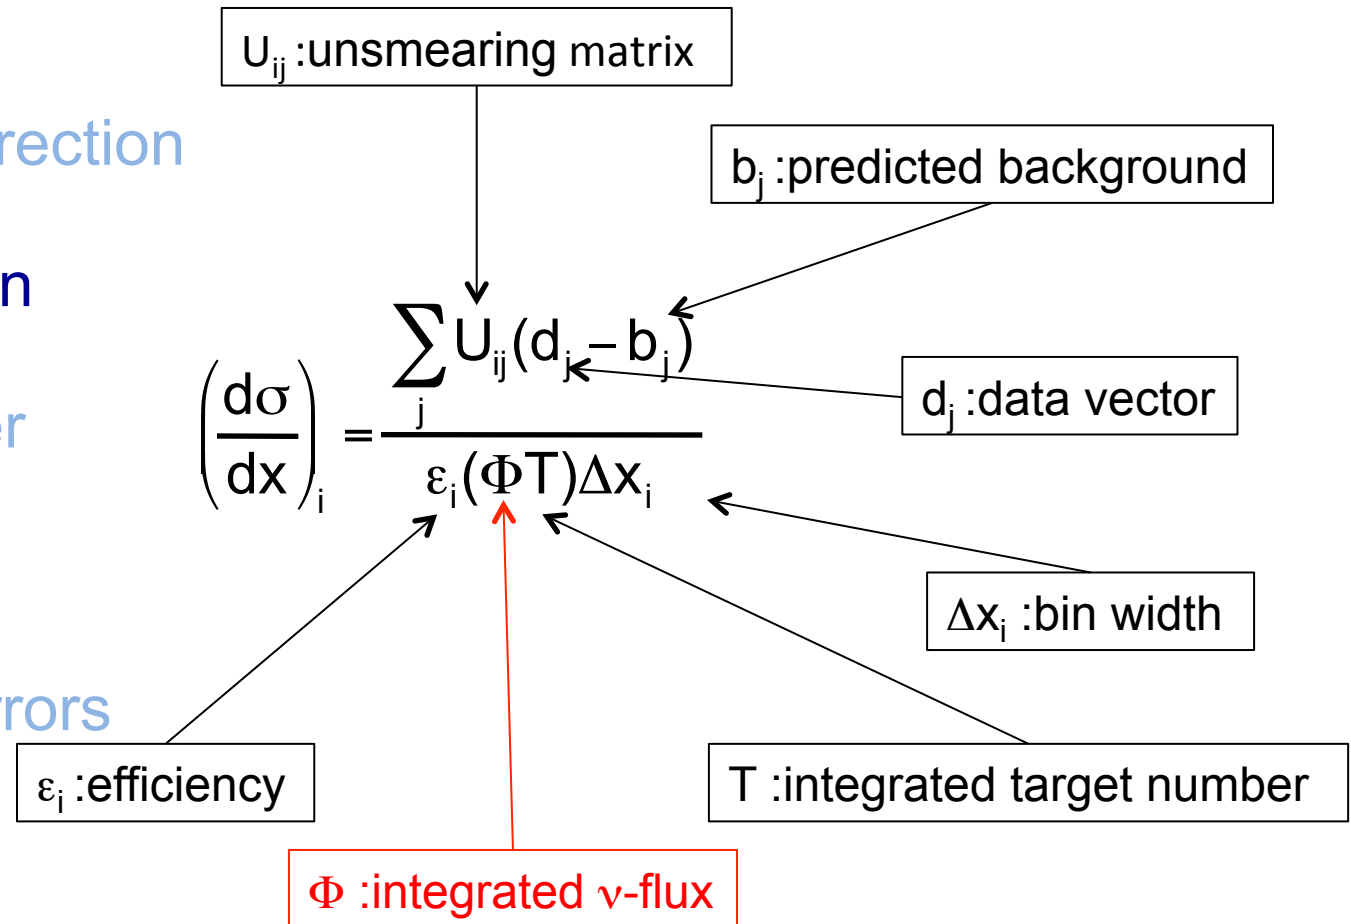 U_ij :unsmearing matrix
rection
b_j :predicted background
n
(dσ/dx)_i = ∑_j U_ij(d_j – b_j) / ε_i(ΦT)Δx_i
d_j :data vector
er
Δx_i :bin width
rrors
ε_i :efficiency
T :integrated target number
Φ :integrated ν-flux